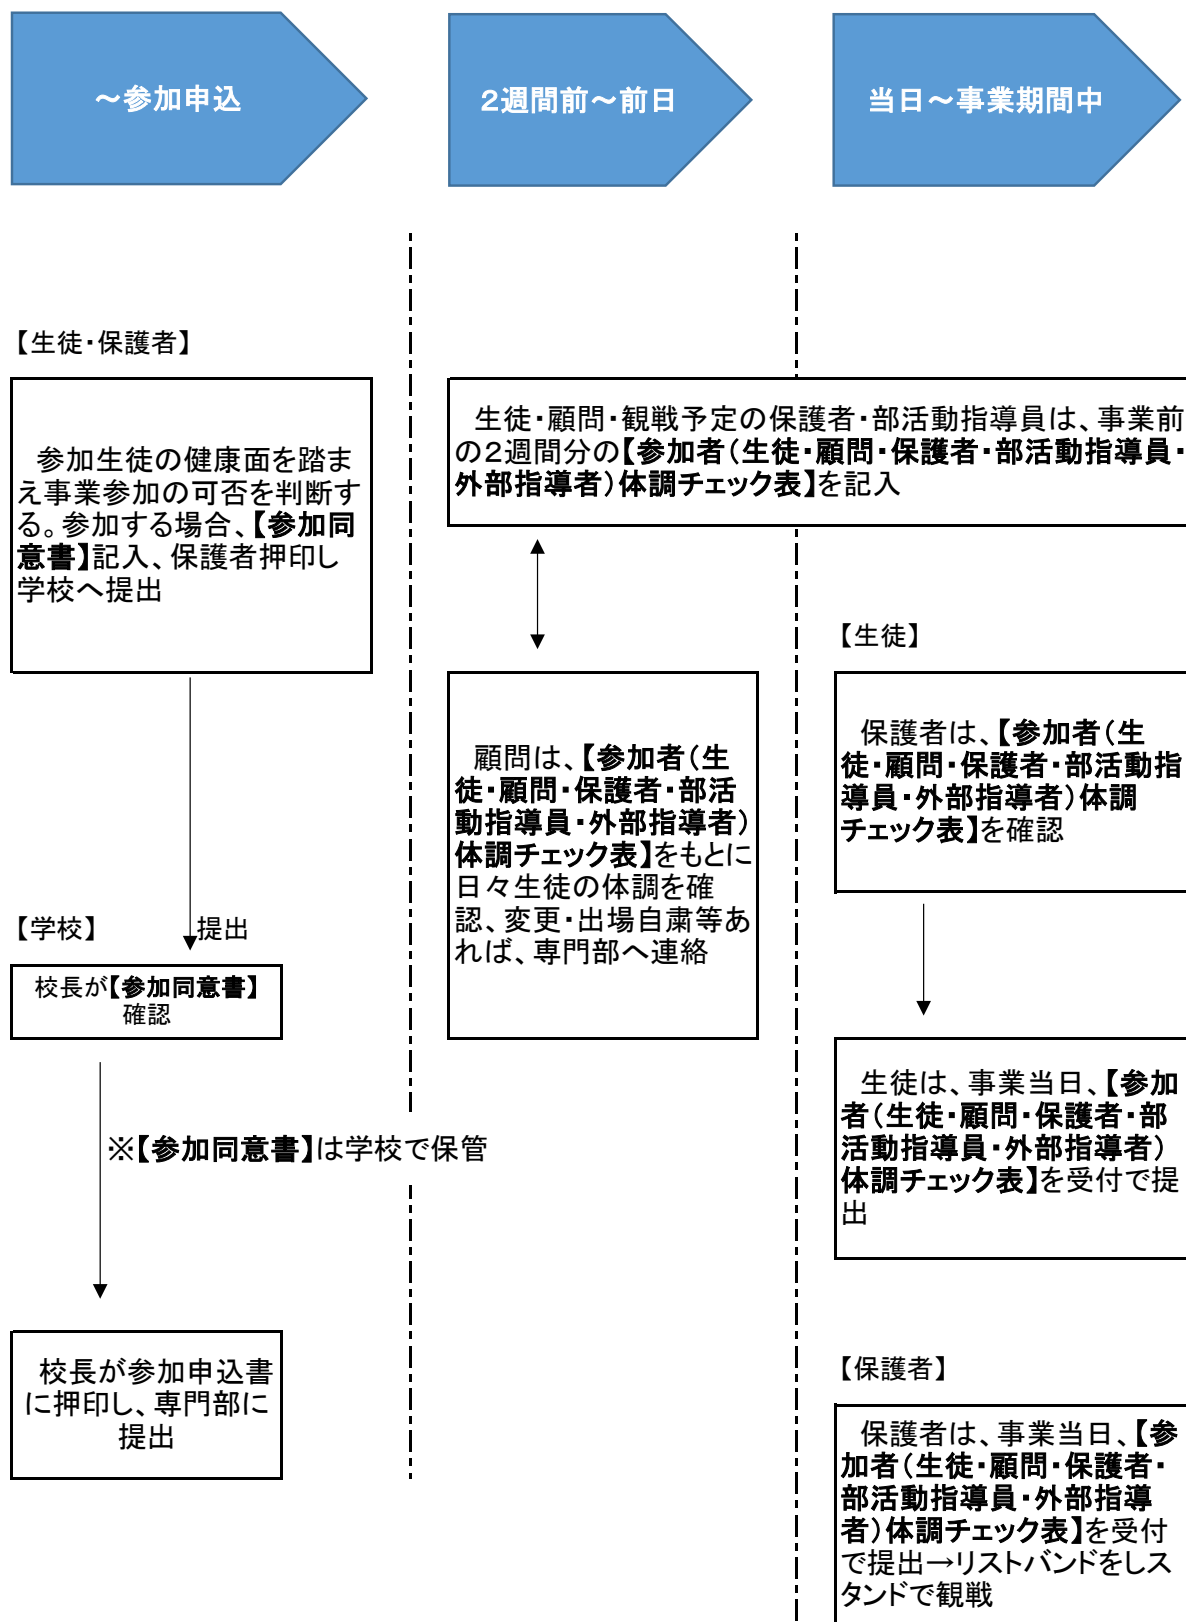 ～参加申込
２週間前～前日
当日～事業期間中
【生徒・保護者】
参加生徒の健康面を踏ま
え事業参加の可否を判断す
る。参加する場合、【参加同
意書】記入、保護者押印し
学校へ提出
【学校】
提出
校長が【参加同意書】
確認
※【参加同意書】は学校で保管
校長が参加申込書
に押印し、専門部に
提出
生徒・顧問・観戦予定の保護者・部活動指導員は、事業前
の２週間分の【参加者（生徒・顧問・保護者・部活動指導員・
外部指導者）体調チェック表】を記入
顧問は、【参加者（生
徒・顧問・保護者・部活
動指導員・外部指導者）
体調チェック表】をもとに
日々生徒の体調を確
認、変更・出場自粛等あ
れば、専門部へ連絡
【生徒】
保護者は、【参加者（生
徒・顧問・保護者・部活動指
導員・外部指導者）体調
チェック表】を確認
生徒は、事業当日、【参加
者（生徒・顧問・保護者・部
活動指導員・外部指導者）
体調チェック表】を受付で提
出
【保護者】
保護者は、事業当日、【参
加者（生徒・顧問・保護者・
部活動指導員・外部指導
者）体調チェック表】を受付
で提出→リストバンドをしス
タンドで観戦